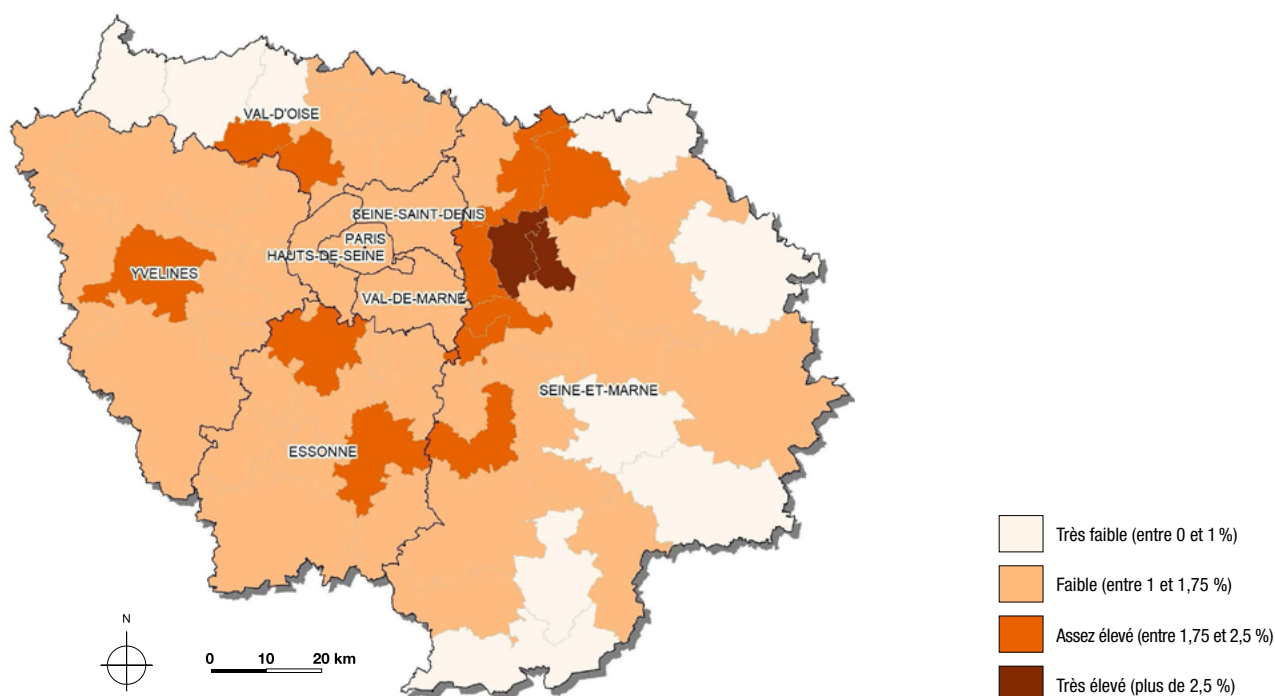 VAL-D'OISE
SEINE-SAINT-DENIS
PARIS
HAUTS-DE-SEINE
YVELINES
VAL-DE-MARNE
SEINE-ET-MARNE
ESSONNE
N
0 10 20 km
Très faible (entre 0 et 1 %)
Faible (entre 1 et 1,75 %)
Assez élevé (entre 1,75 et 2,5 %)
Très élevé (plus de 2,5 %)